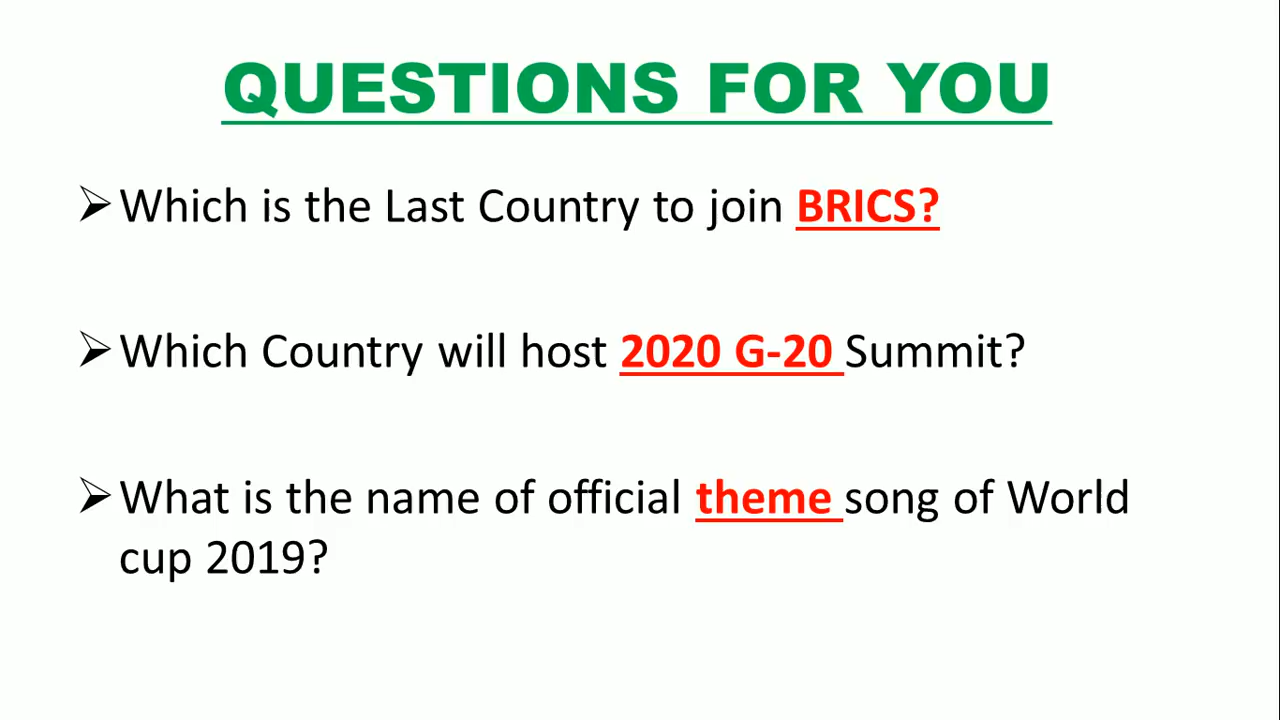 QUESTIONS FOR YOU
Which is the Last Country to join BRICS?
Which Country will host 2020 G-20 Summit?
What is the name of official theme song of World
cup 2019?